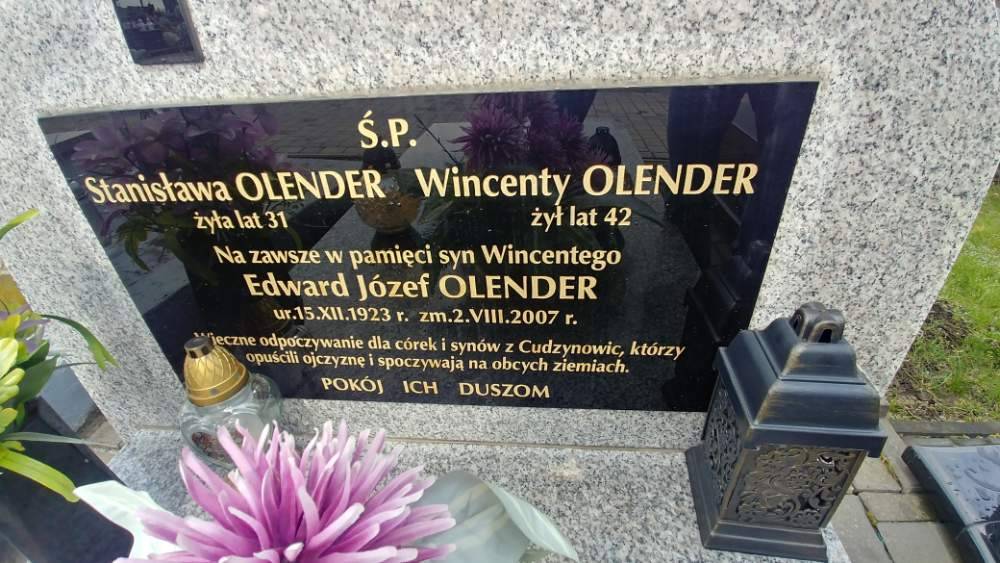 Ś.P.
Stanisława OLENDER Wincenty OLENDER
żyła lat 31 żył lat 42
Na zawsze w pamięci syn Wincentego
Edward Józef OLENDER
ur.15.XII.1923 r. zm.2.VIII.2007 r.
Wieczne odpoczywanie dla córek i synów z Cudzynowic, którzy
opuścili ojczyznę i spoczywają na obcych ziemiach.
POKÓJ ICH DUSZOM